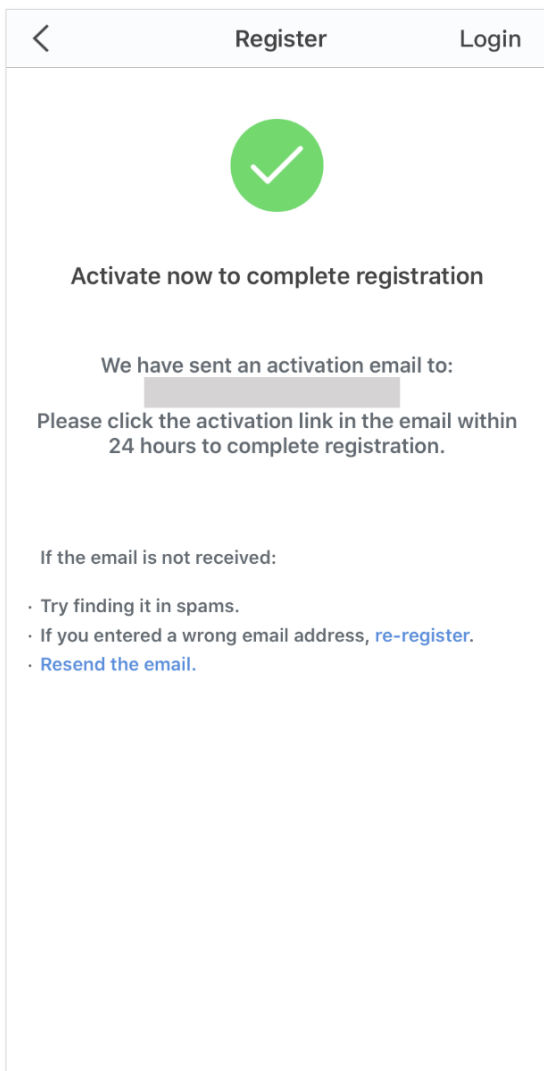 Register Login
Activate now to complete registration
We have sent an activation email to:
Please click the activation link in the email within
24 hours to complete registration.
If the email is not received:
· Try finding it in spams.
· If you entered a wrong email address, re-register.
· Resend the email.